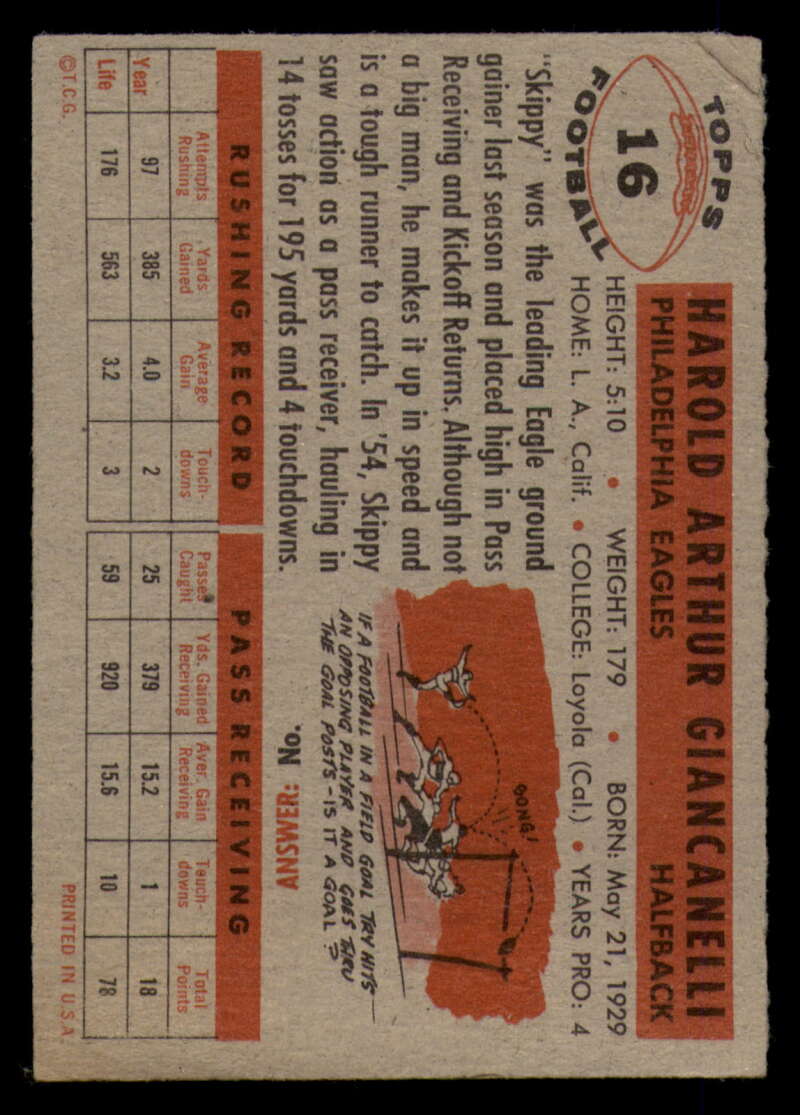 TOPPS
16
FOOTBALL
HAROLD ARTHUR GIANCANELLI
PHILADELPHIA EAGLES HALFBACK
HEIGHT: 5:10 • WEIGHT: 179 • BORN: May 21, 1929
HOME: L. A., Calif. • COLLEGE: Loyola (Cal.) • YEARS PRO: 4
"Skippy" was the leading Eagle ground
gainer last season and placed high in Pass
Receiving and Kickoff Returns. Although not
a big man, he makes it up in speed and
is a tough runner to catch. In '54, Skippy
saw action as a pass receiver, hauling in
14 tosses for 195 yards and 4 touchdowns.
BONG!
IF A FOOTBALL IN A FIELD GOAL TRY HITS
AN OPPOSING PLAYER AND GOES THRU
THE GOAL POSTS - IS IT A GOAL?
ANSWER: No.
RUSHING RECORD PASS RECEIVING
Attempts Rushing Yards Gained Average Gain Touch-downs Passes Caught Yds. Gained Receiving Aver. Gain Receiving Touch-downs Total Points
Year 97 385 4.0 2 25 379 15.2 1 18
Life 176 563 3.2 3 59 920 15.6 10 78
©T.C.G. PRINTED IN U.S.A.